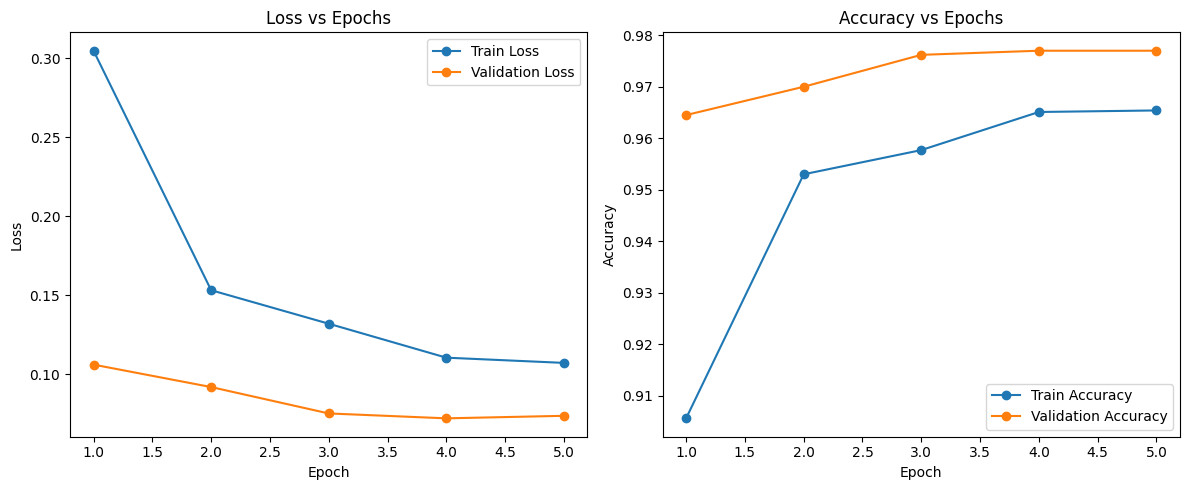 Loss vs Epochs
Train Loss
Validation Loss
0.30
0.25
0.20
0.15
0.10
Loss
1.0 1.5 2.0 2.5 3.0 3.5 4.0 4.5 5.0
Epoch
Accuracy vs Epochs
0.98
0.97
0.96
0.95
0.94
0.93
0.92
0.91
Accuracy
Train Accuracy
Validation Accuracy
1.0 1.5 2.0 2.5 3.0 3.5 4.0 4.5 5.0
Epoch